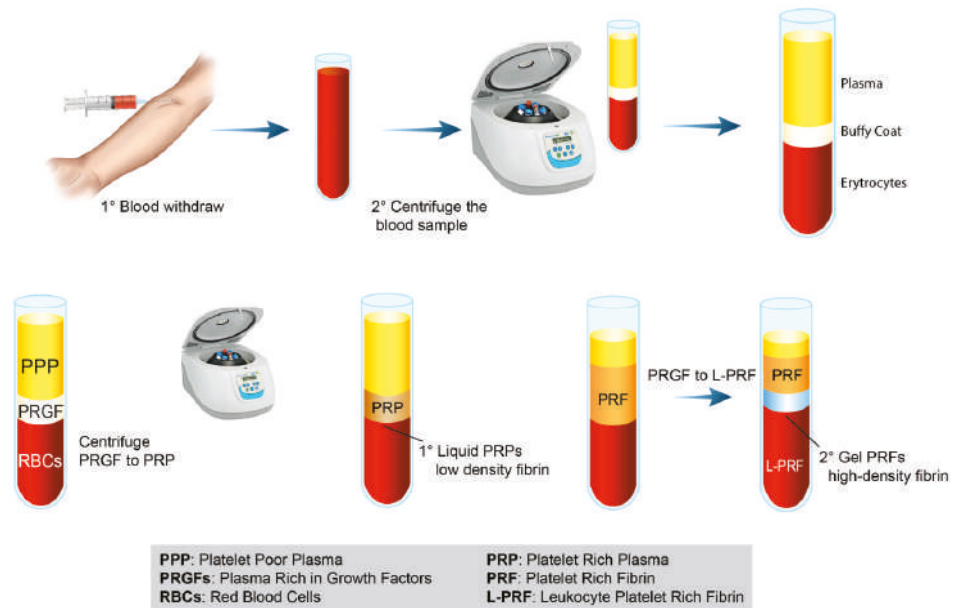 1° Blood withdraw
2° Centrifuge the
blood sample
Plasma
Buffy Coat
Erytrocytes
PPP
PRGF
RBCs
Centrifuge
PRGF to PRP
PRP
1° Liquid PRPs
low density fibrin
PRF
PRGF to L-PRF
PRF
L-PRF
2° Gel PRFs
high-density fibrin
PPP: Platelet Poor Plasma
PRGFs: Plasma Rich in Growth Factors
RBCs: Red Blood Cells
PRP: Platelet Rich Plasma
PRF: Platelet Rich Fibrin
L-PRF: Leukocyte Platelet Rich Fibrin